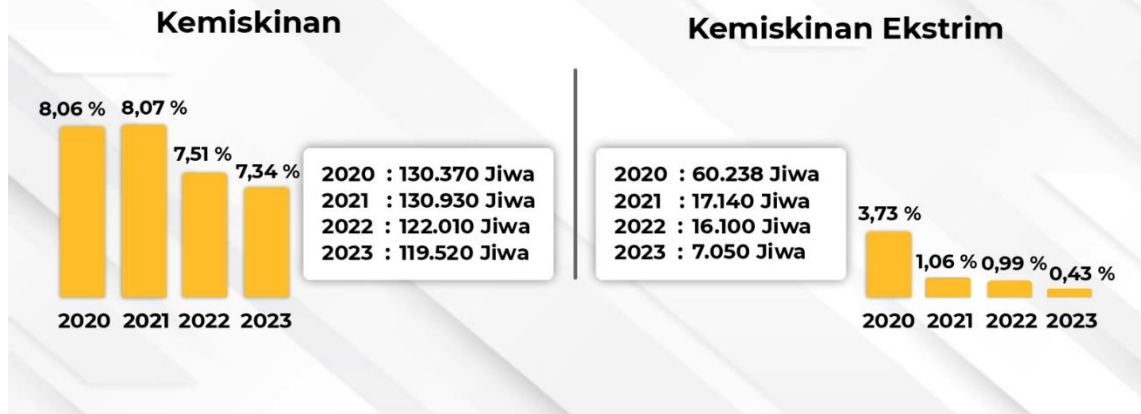 Kemiskinan
8,06 %
8,07 %
7,51 %
7,34 %
2020 2021 2022 2023
2020 : 130.370 Jiwa
2021 : 130.930 Jiwa
2022 : 122.010 Jiwa
2023 : 119.520 Jiwa
Kemiskinan Ekstrim
2020 : 60.238 Jiwa
2021 : 17.140 Jiwa
2022 : 16.100 Jiwa
2023 : 7.050 Jiwa
3,73 %
1,06 %
0,99 %
0,43 %
2020 2021 2022 2023